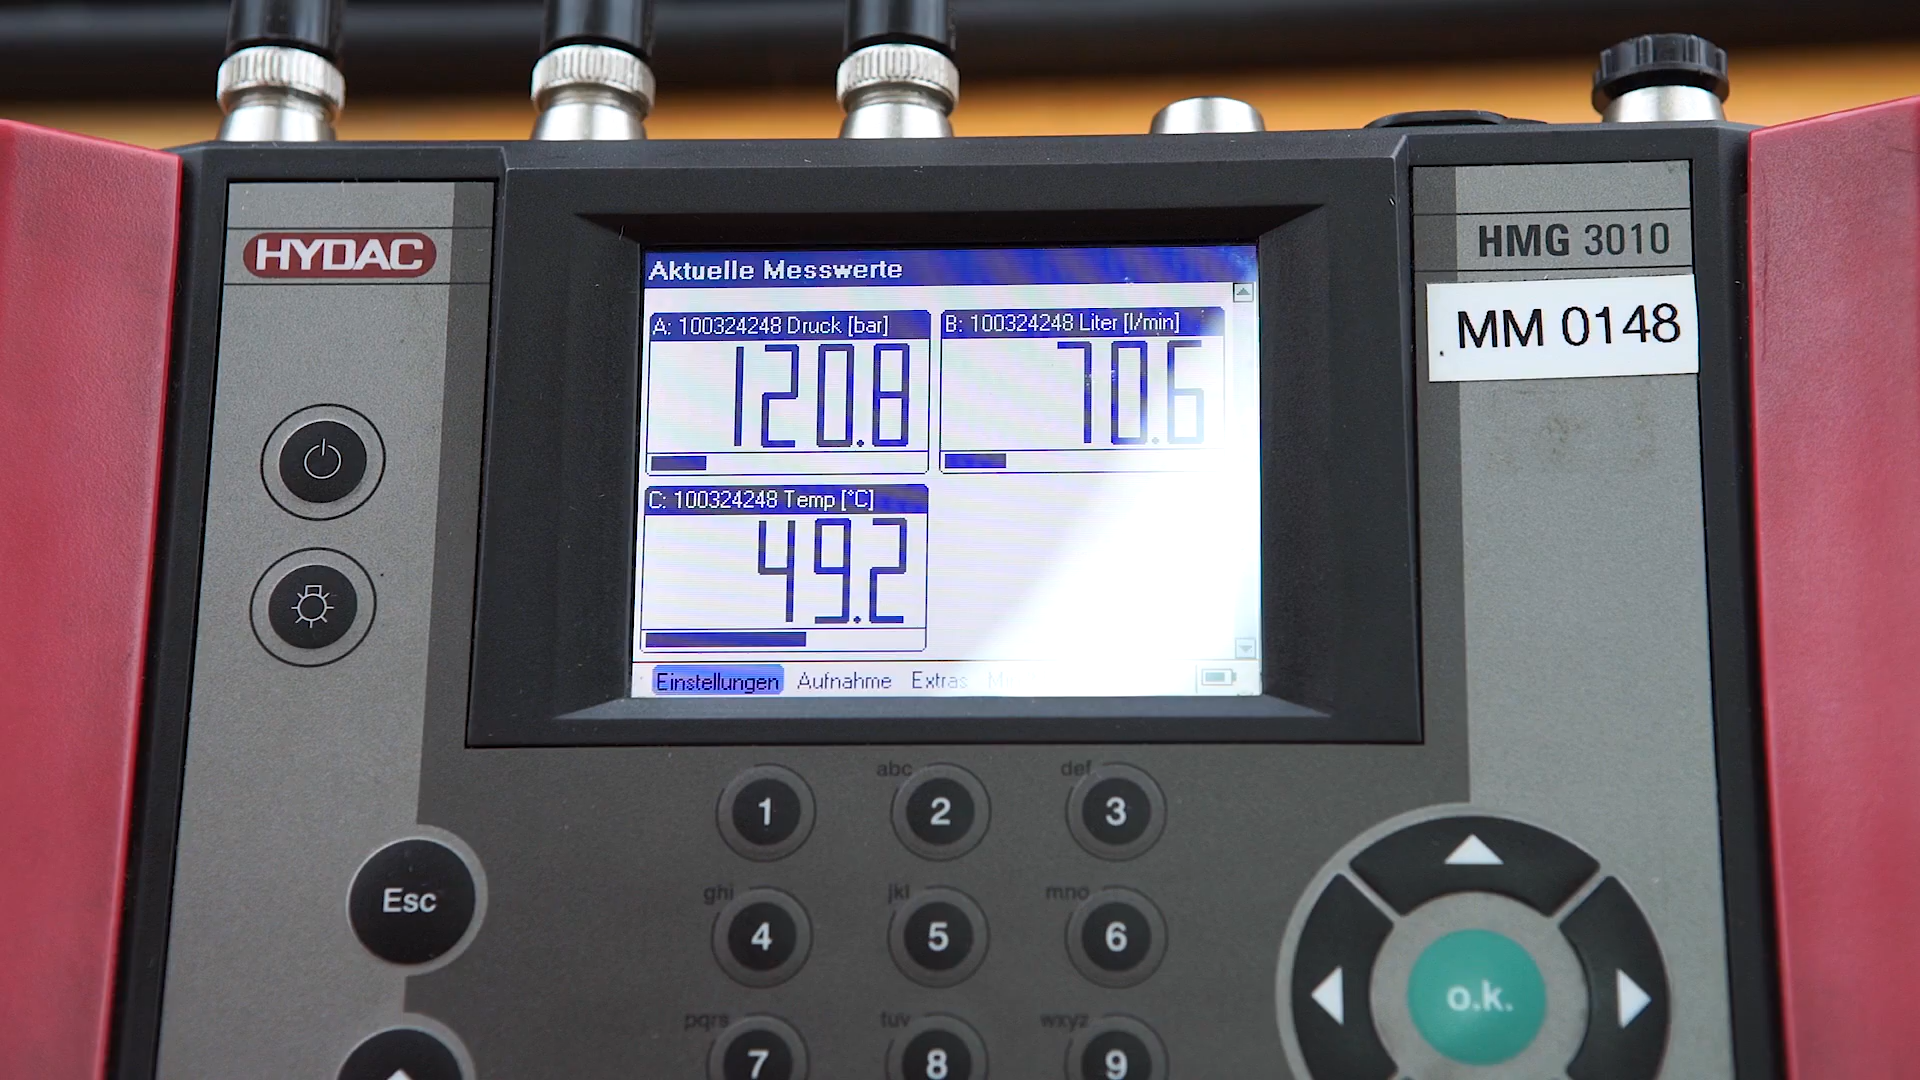 HYDAC
HMG 3010
MM 0148
Aktuelle Messwerte
A: 100324248 Druck [bar]
120.8
B: 100324248 Liter [l/min]
70.6
C: 100324248 Temp [°C]
49.2
Einstellungen Aufnahme Extras
1
abc 2
def 3
Esc
ghi 4
jkl 5
mno 6
o.k.
pqrs 7
tuv 8
wxyz 9